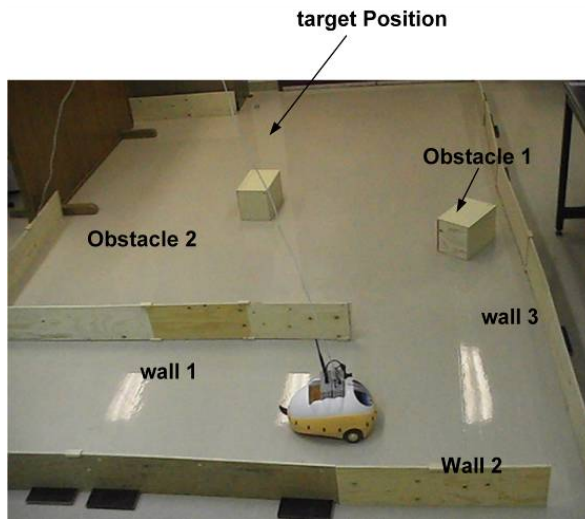 target Position
Obstacle 1
Obstacle 2
wall 3
wall 1
Wall 2